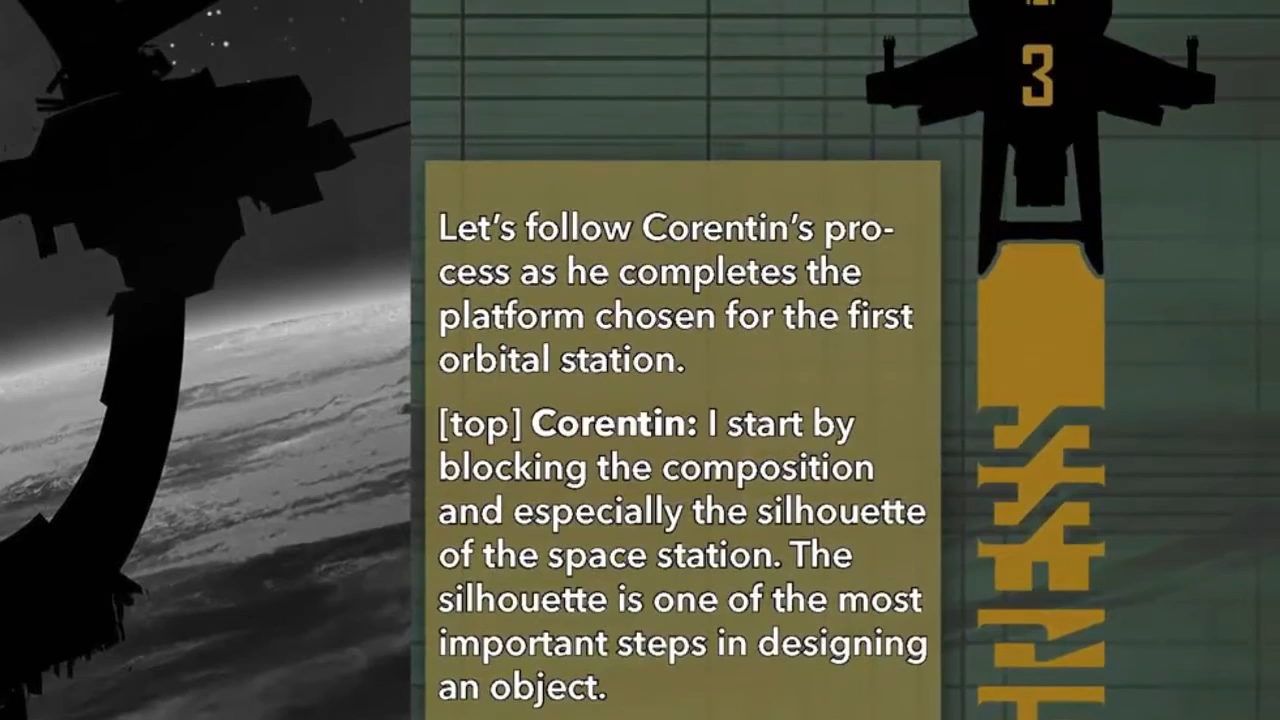 3
Let's follow Corentin's pro-
cess as he completes the
platform chosen for the first
orbital station.
[top] Corentin: I start by
blocking the composition
and especially the silhouette
of the space station. The
silhouette is one of the most
important steps in designing
an object.